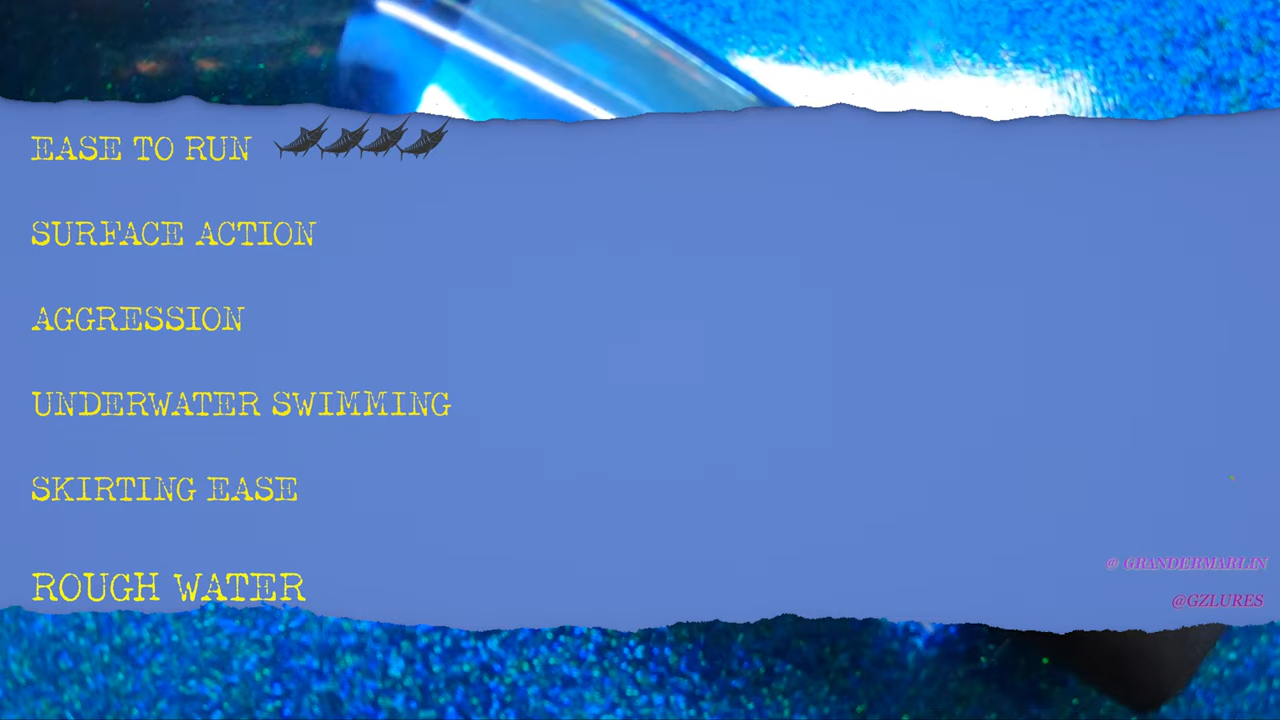 EASE TO RUN
SURFACE ACTION
AGGRESSION
UNDERWATER SWIMMING
SKIRTING EASE
ROUGH WATER
@ GRANDERMARLIN
@GZLURES